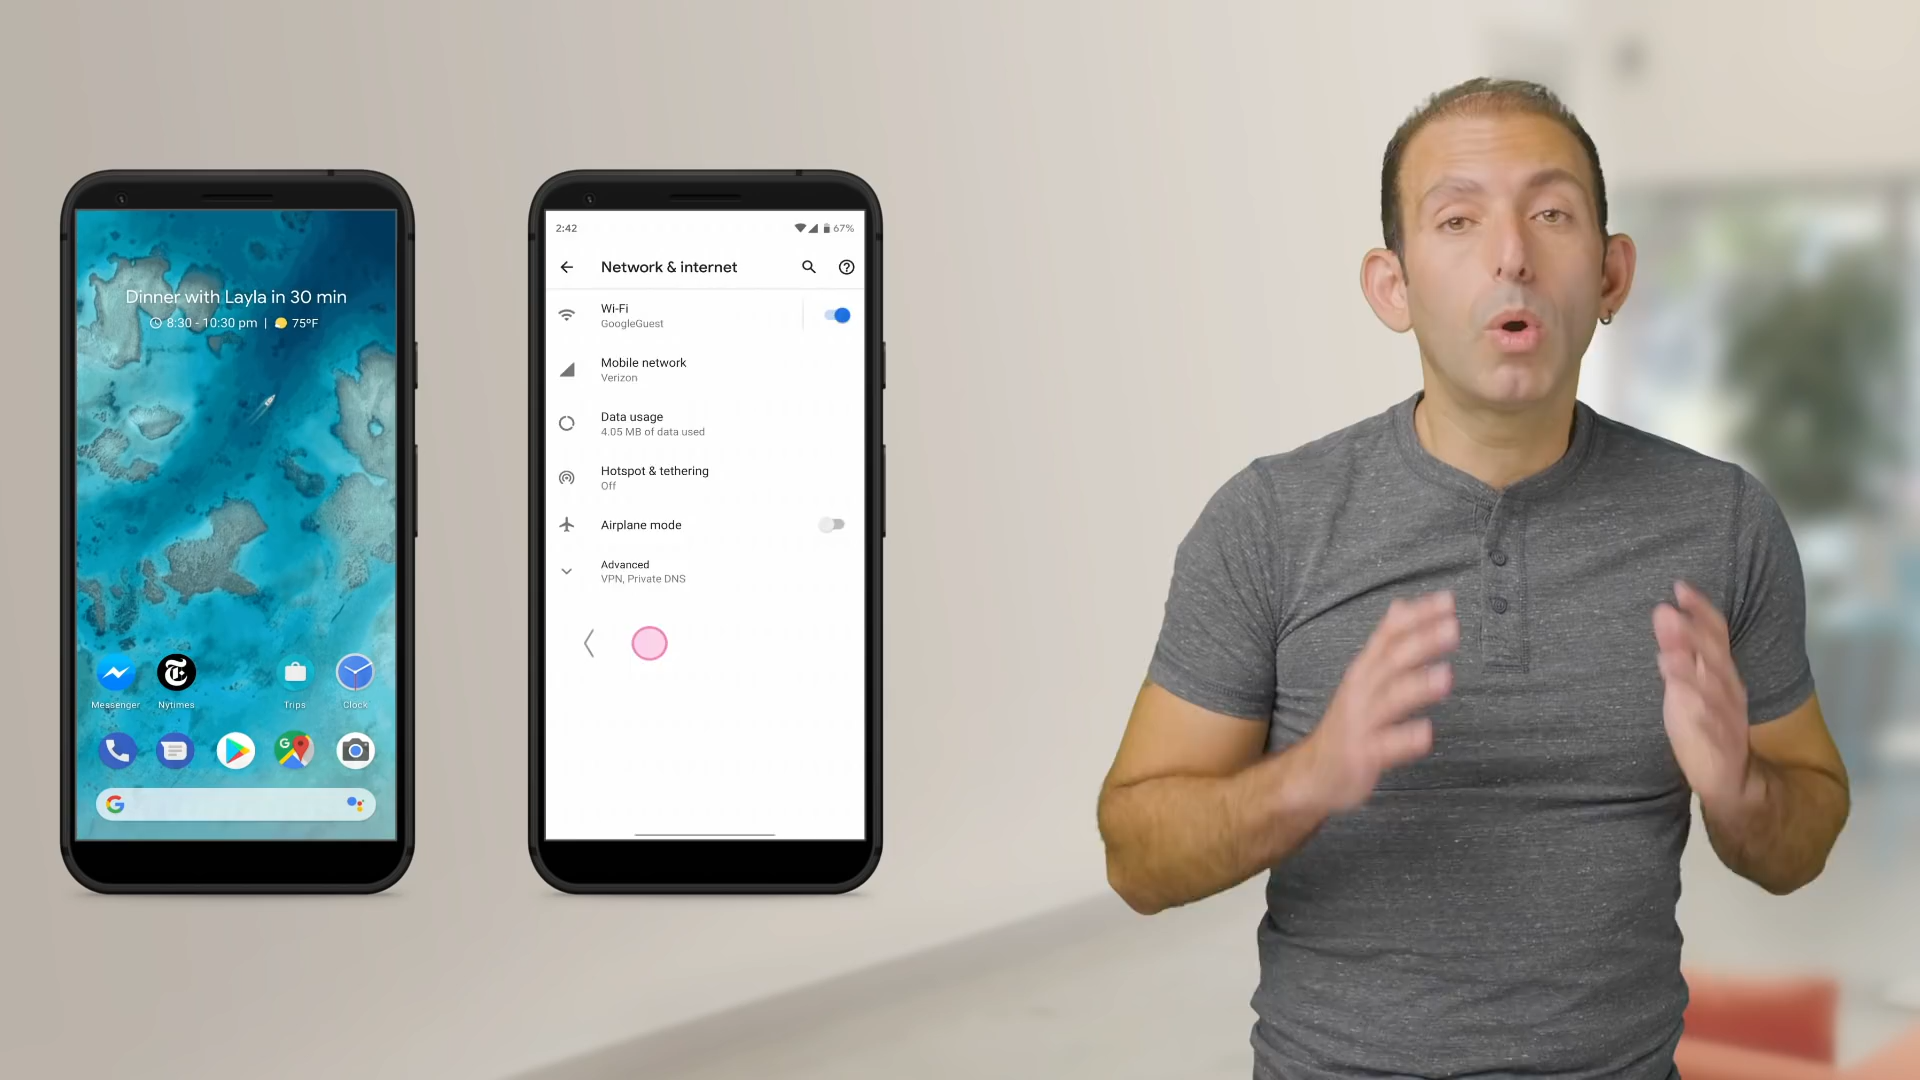 Dinner with Layla in 30 min
8:30 - 10:30 pm | 75°F
Messenger
Nytimes
Trips
Clock
2:42
67%
Network & internet
Wi-Fi
GoogleGuest
Mobile network
Verizon
Data usage
4.05 MB of data used
Hotspot & tethering
Off
Airplane mode
Advanced
VPN, Private DNS